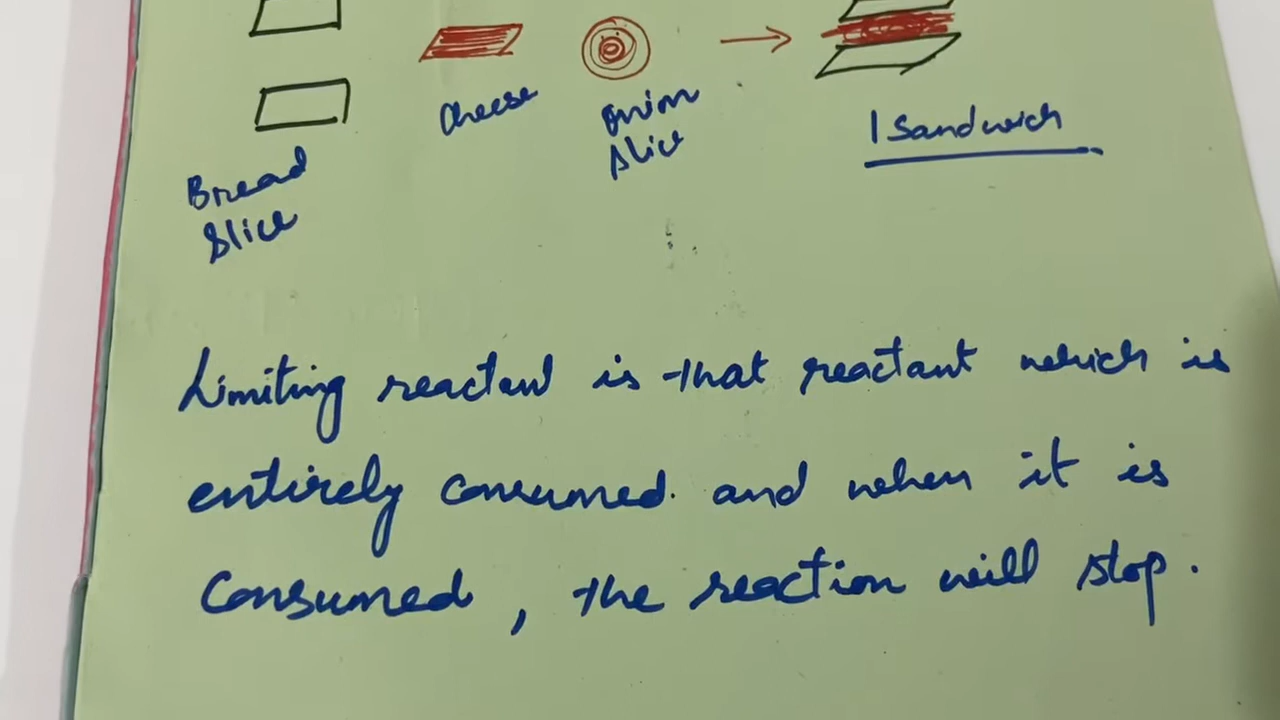 Cheese
Onion
slice
1 Sandwich
Bread
Slice
Limiting reactant is that reactant which is
entirely consumed. and when it is
Consumed, the reaction will stop.